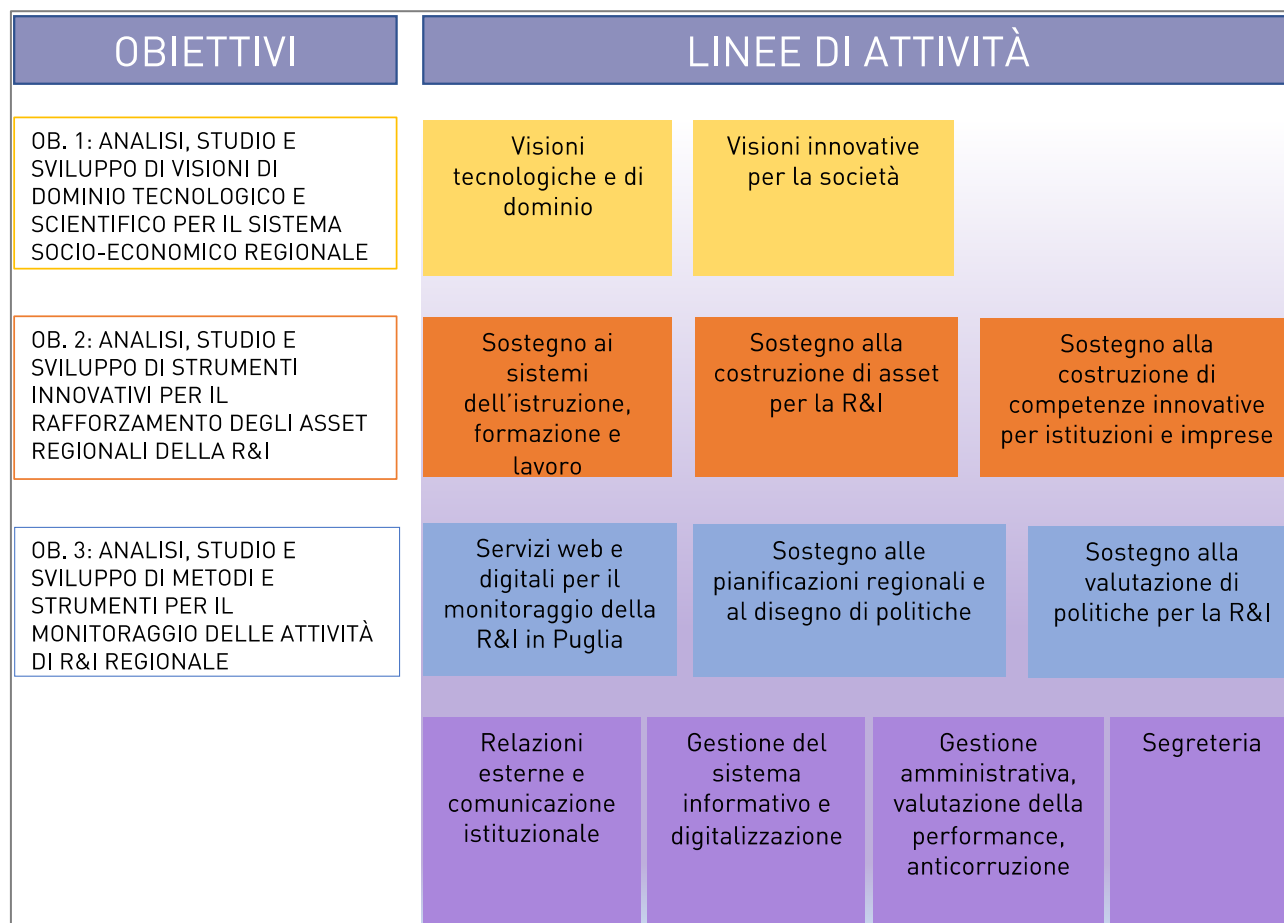 OBIETTIVI
LINEE DI ATTIVITÀ
OB. 1: ANALISI, STUDIO E
SVILUPPO DI VISIONI DI
DOMINIO TECNOLOGICO E
SCIENTIFICO PER IL SISTEMA
SOCIO-ECONOMICO REGIONALE
Visioni
tecnologiche e di
dominio
Visioni innovative
per la società
OB. 2: ANALISI, STUDIO E
SVILUPPO DI STRUMENTI
INNOVATIVI PER IL
RAFFORZAMENTO DEGLI ASSET
REGIONALI DELLA R&I
Sostegno ai
sistemi
dell'istruzione,
formazione e
lavoro
Sostegno alla
costruzione di asset
per la R&I
Sostegno alla
costruzione di
competenze innovative
per istituzioni e imprese
OB. 3: ANALISI, STUDIO E
SVILUPPO DI METODI E
STRUMENTI PER IL
MONITORAGGIO DELLE ATTIVITÀ
DI R&I REGIONALE
Servizi web e
digitali per il
monitoraggio della
R&I in Puglia
Sostegno alle
pianificazioni regionali e
al disegno di politiche
Sostegno alla
valutazione di
politiche per la R&I
Relazioni
esterne e
comunicazione
istituzionale
Gestione del
sistema
informativo e
digitalizzazione
Gestione
amministrativa,
valutazione della
performance,
anticorruzione
Segreteria